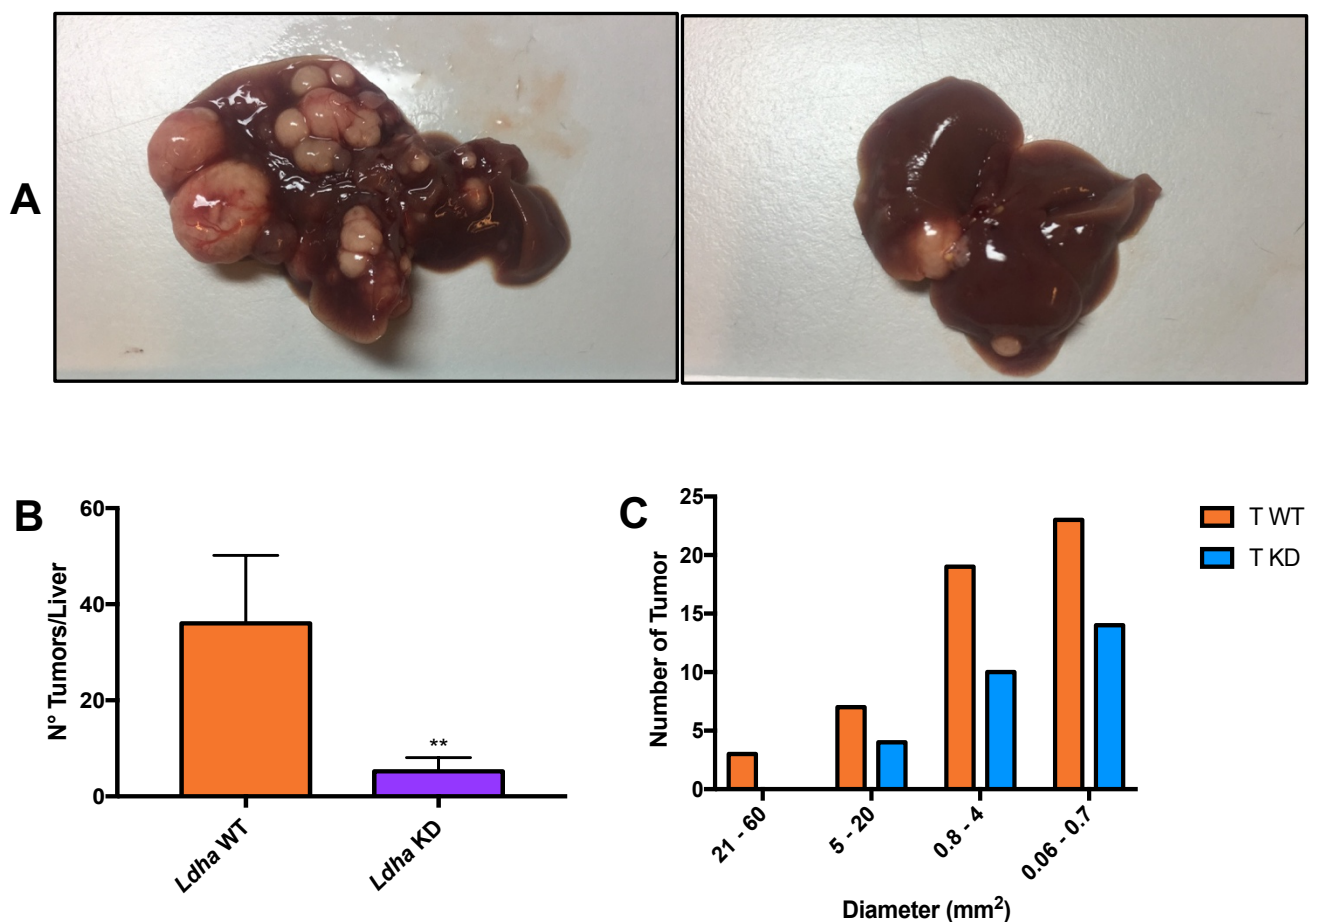 A
B
N° Tumors/Liver
60
40
20
0
**
Ldha WT
Ldha KD
C
Number of Tumor
25
20
15
10
5
0
21 - 60
5 - 20
0.8 - 4
0.06 - 0.7
Diameter (mm²)
T WT
T KD